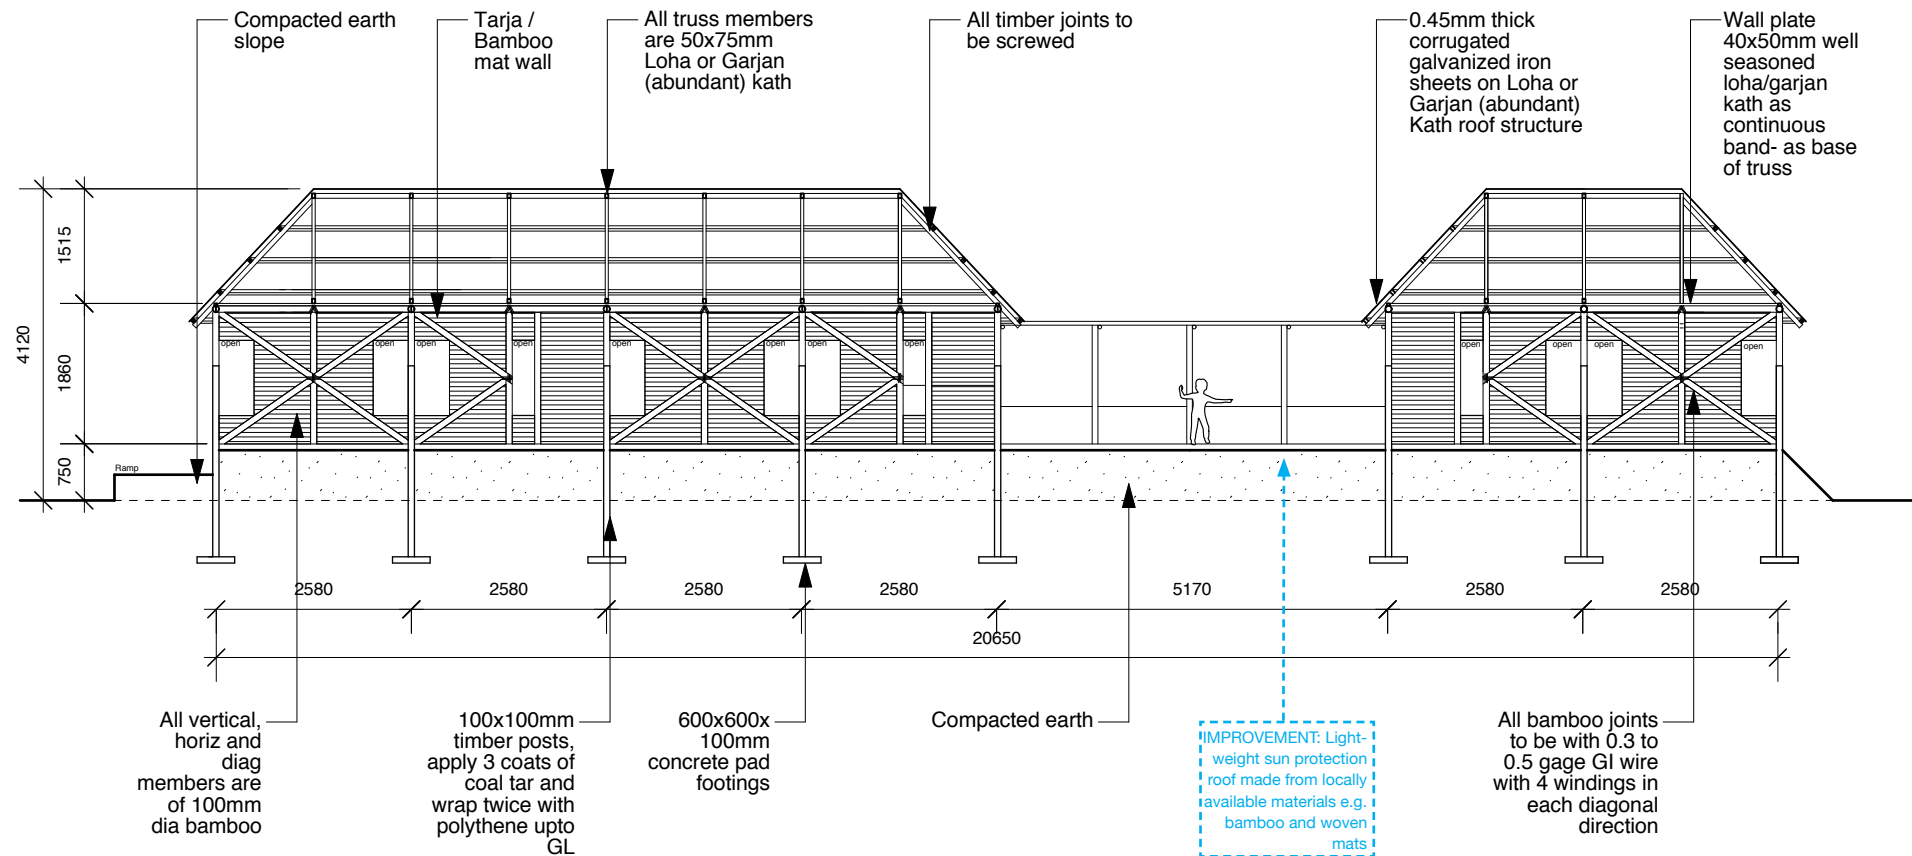 Compacted earth
slope
Tarja /
Bamboo
mat wall
All truss members
are 50x75mm
Loha or Garjan
(abundant) kath
All timber joints to
be screwed
0.45mm thick
corrugated
galvanized iron
sheets on Loha or
Garjan (abundant)
Kath roof structure
Wall plate
40x50mm well
seasoned
loha/garjan
kath as
continuous
band- as base
of truss
4120
1515
1860
750
open
open
open
open
open
open
open
open
open
open
open
open
Ramp
2580
2580
2580
2580
5170
2580
2580
20650
All vertical,
horiz and
diag
members are
of 100mm
dia bamboo
100x100mm
timber posts,
apply 3 coats of
coal tar and
wrap twice with
polythene upto
GL
600x600x
100mm
concrete pad
footings
Compacted earth
IMPROVEMENT: Light-
weight sun protection
roof made from locally
available materials e.g.
bamboo and woven
mats
All bamboo joints
to be with 0.3 to
0.5 gage GI wire
with 4 windings in
each diagonal
direction